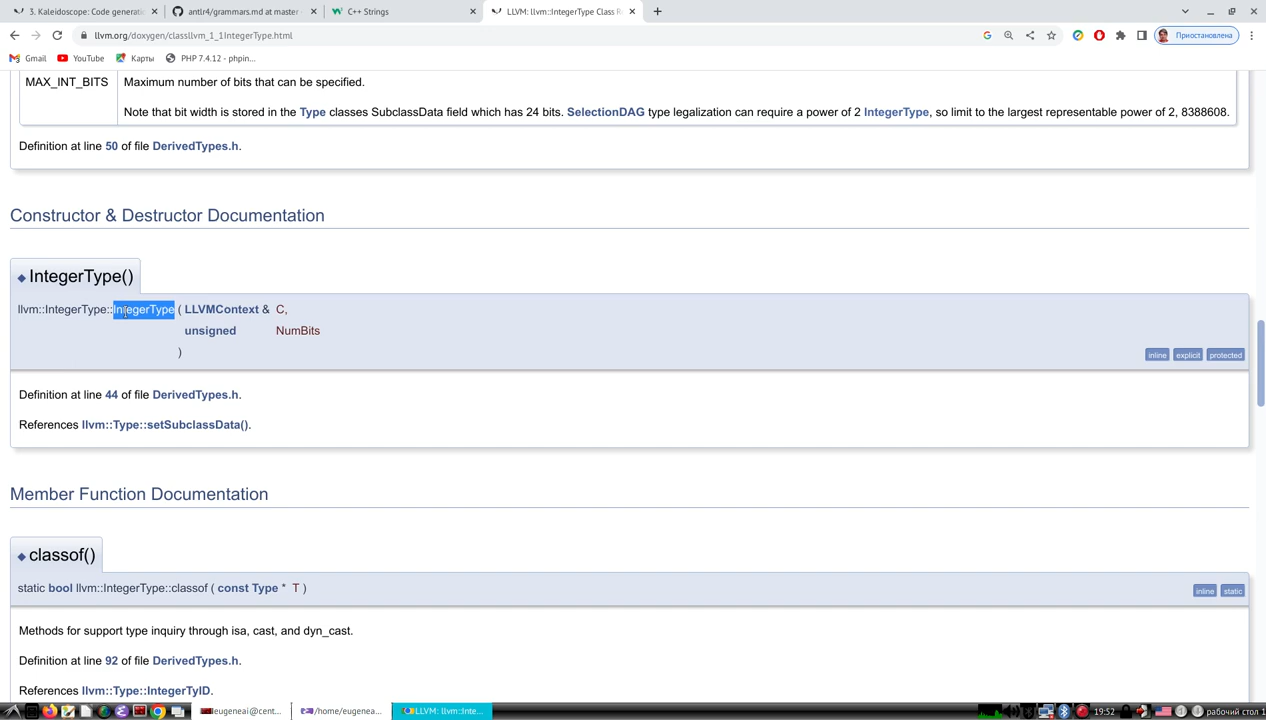 3. Kaleidoscope: Code generatio
antlr4/grammars.md at master
C++ Strings
LLVM: llvm::IntegerType Class Re
llvm.org/doxygen/classllvm_1_1IntegerType.html
Приостановлена
Gmail
YouTube
Карты
PHP 7.4.12 - phpin...
MAX_INT_BITS
Maximum number of bits that can be specified.
Note that bit width is stored in the Type classes SubclassData field which has 24 bits. SelectionDAG type legalization can require a power of 2 IntegerType, so limit to the largest representable power of 2, 8388608.
Definition at line 50 of file DerivedTypes.h.
Constructor & Destructor Documentation
◆ IntegerType()
llvm::IntegerType::IntegerType ( LLVMContext & C,
unsigned NumBits
)
inline explicit protected
Definition at line 44 of file DerivedTypes.h.
References llvm::Type::setSubclassData().
Member Function Documentation
◆ classof()
static bool llvm::IntegerType::classof ( const Type * T )
inline static
Methods for support type inquiry through isa, cast, and dyn_cast.
Definition at line 92 of file DerivedTypes.h.
References llvm::Type::IntegerTyID.
eugeneai@cent...
/home/eugenea...
LLVM: llvm::Inte...
19:52
рабочий стол 1